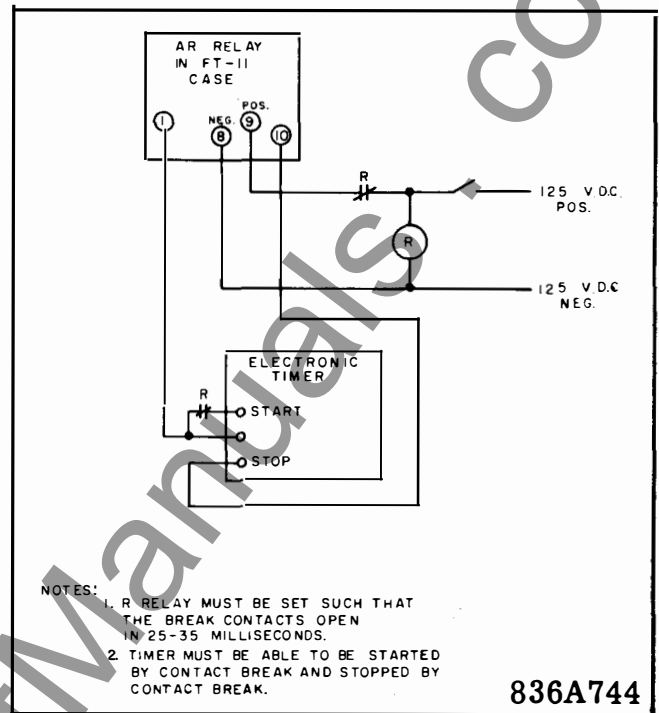 AR RELAY
IN FT-11
CASE
POS.
NEG.
1
8
9
10
R
125 V.D.C.
POS.
R
125 V.D.C
NEG.
ELECTRONIC
TIMER
R
START
STOP
NOTES:
1. R RELAY MUST BE SET SUCH THAT
THE BREAK CONTACTS OPEN
IN 25-35 MILLISECONDS.
2. TIMER MUST BE ABLE TO BE STARTED
BY CONTACT BREAK AND STOPPED BY
CONTACT BREAK.
836A744